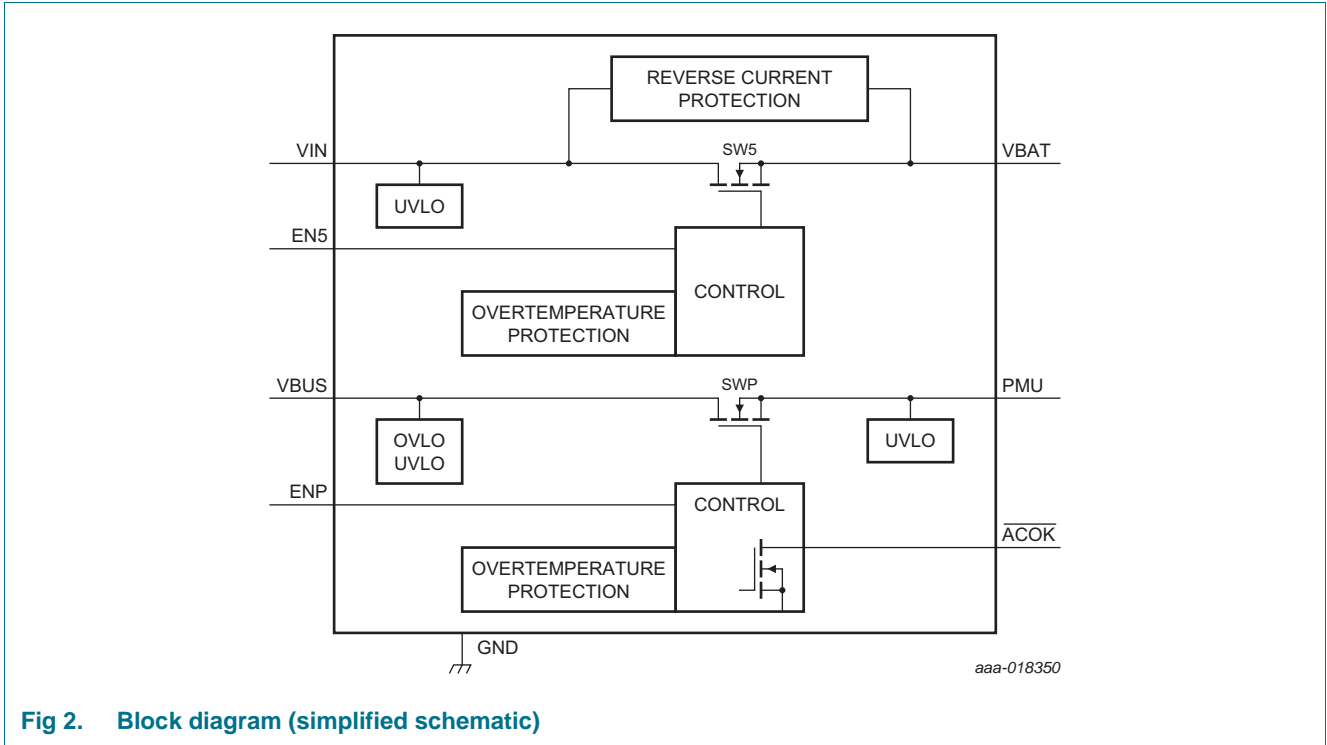 REVERSE CURRENT
PROTECTION
VIN
SW5
VBAT
UVLO
EN5
CONTROL
OVERTEMPERATURE
PROTECTION
VBUS
SWP
PMU
OVLO
UVLO
UVLO
ENP
CONTROL
ACOK
OVERTEMPERATURE
PROTECTION
GND
aaa-018350
Fig 2. Block diagram (simplified schematic)